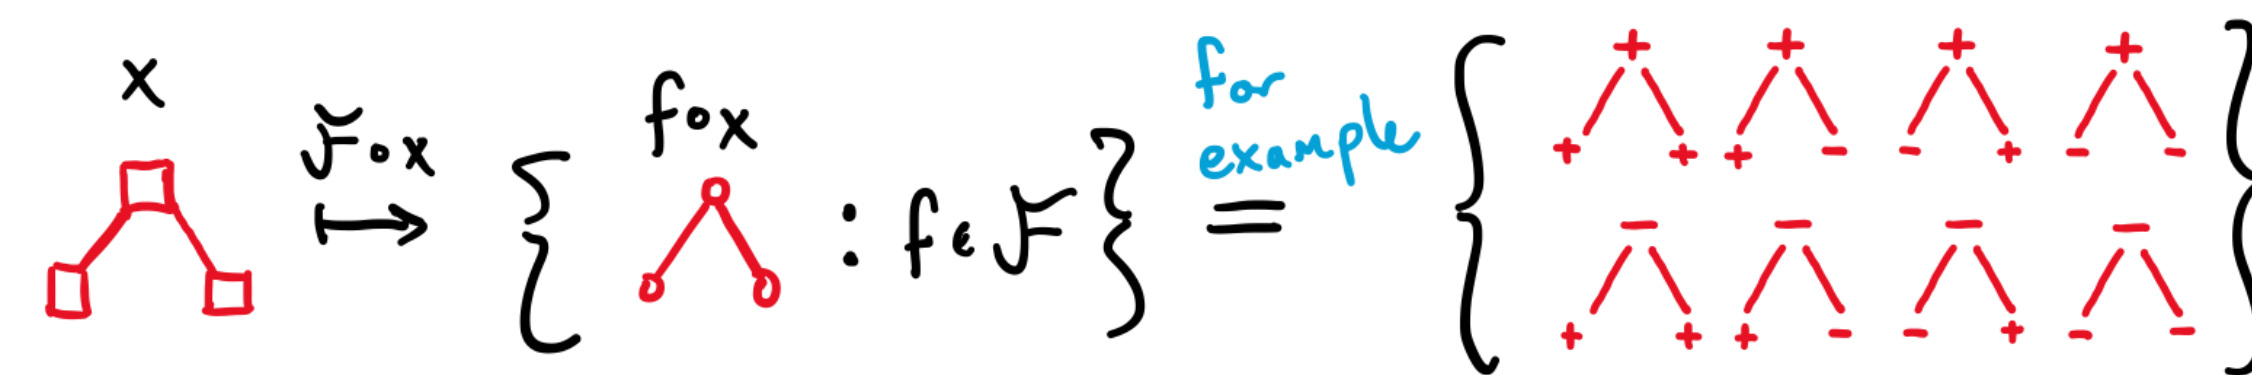 x
F∘x
↦
{ f∘x : f ∈ F }
for
example
=
{ + + + +
+ + + - - + - -
- - - -
+ + + - - + - - }